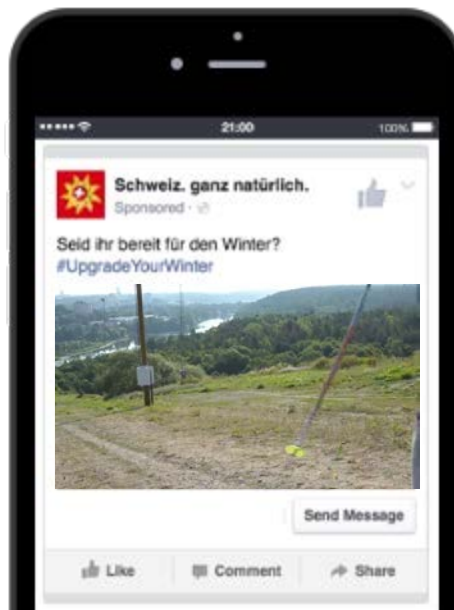 21:00
100%
Schweiz. ganz natürlich.
Sponsored
Seid ihr bereit für den Winter?
#UpgradeYourWinter
Send Message
Like
Comment
Share